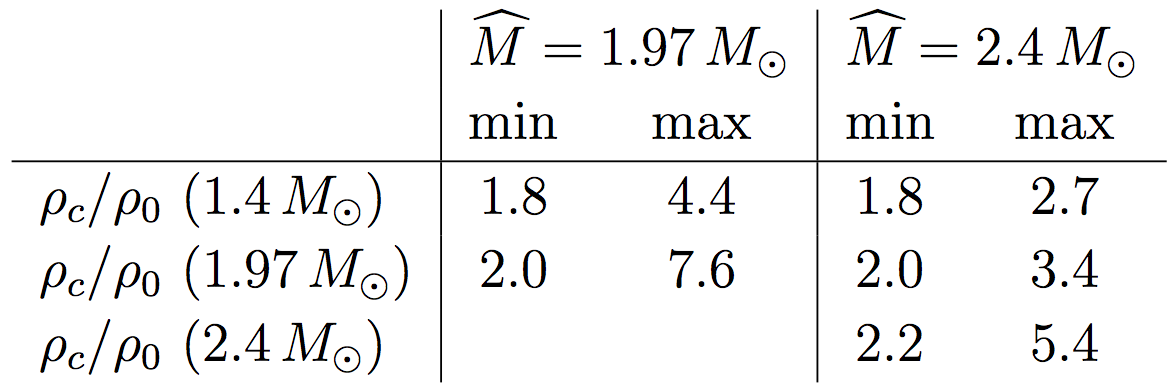 M̂ = 1.97 M⊙ M̂ = 2.4 M⊙
min max min max
ρc/ρ0 (1.4 M⊙) 1.8 4.4 1.8 2.7
ρc/ρ0 (1.97 M⊙) 2.0 7.6 2.0 3.4
ρc/ρ0 (2.4 M⊙) 2.2 5.4